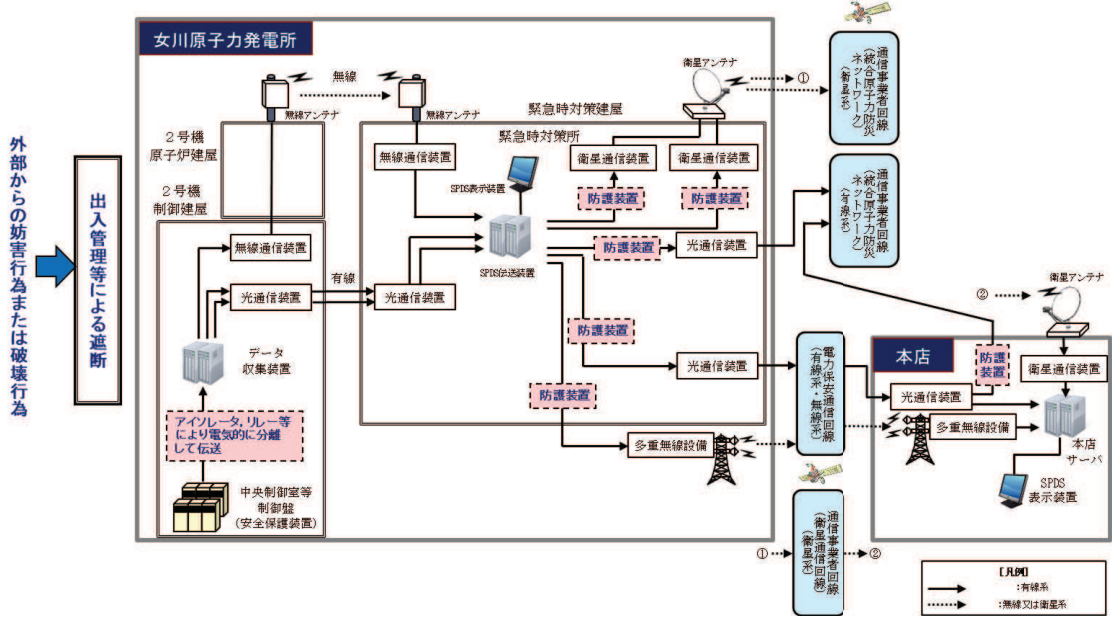 外部からの妨害行為または破壊行為
出入管理等による遮断
女川原子力発電所
無線
無線アンテナ
無線アンテナ
衛星アンテナ
①
２号機
原子炉建屋
２号機
制御建屋
緊急時対策建屋
緊急時対策所
無線通信装置
SPDS表示装置
衛星通信装置
衛星通信装置
防護装置
防護装置
無線通信装置
SPDS伝送装置
防護装置
光通信装置
有線
光通信装置
光通信装置
データ
収集装置
防護装置
光通信装置
防護装置
アイソレータ，リレー等
により電気的に分離
して伝送
多重無線設備
中央制御室等
制御盤
（安全保護装置）
通信事業者回線
（統合原子力防災
ネットワーク）
（衛星系）
通信事業者回線
（統合原子力防災
ネットワーク）
（有線系）
電力保安通信回線
（有線系・無線系）
①
通信事業者回線
（衛星通信回線）
（衛星系）
②
②
衛星アンテナ
本店
防護
装置
衛星通信装置
光通信装置
多重無線設備
本店
サーバ
SPDS
表示装置
［凡例］
：有線系
：無線又は衛星系